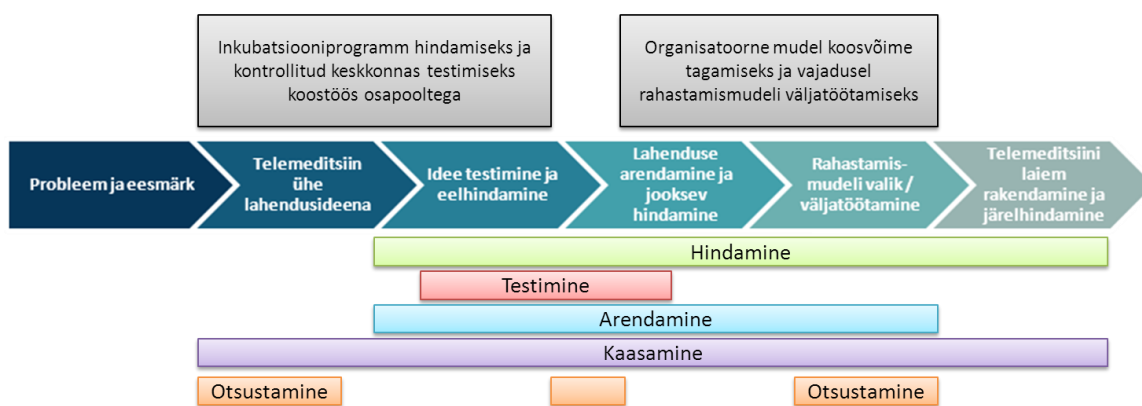 Inkubatsiooniprogramm hindamiseks ja
kontrollitud keskkonnas testimiseks
koostöös osapooltega
Organisatoorne mudel koosvõime
tagamiseks ja vajadusel
rahastamismudeli väljatöötamiseks
Probleem ja eesmärk
Telemeditsiin
ühe
lahendusideena
Idee testimine ja
eelhindamine
Lahenduse
arendamine ja
jooksev
hindamine
Rahastamis-
mudeli valik /
väljatöötamine
Telemeditsiini
laiem
rakendamine ja
järelhindamine
Hindamine
Testimine
Arendamine
Kaasamine
Otsustamine
Otsustamine